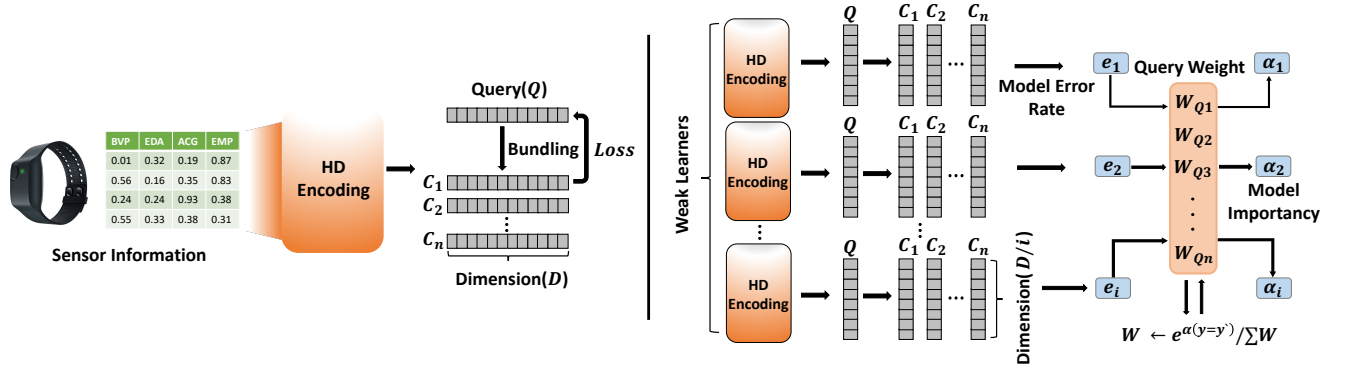 BVP EDA ACG EMP
0.01 0.32 0.19 0.87
0.56 0.16 0.35 0.83
0.24 0.24 0.93 0.38
0.55 0.33 0.38 0.31
Sensor Information
HD
Encoding
Query(Q)
Bundling
Loss
C1
C2
Cn
Dimension(D)
Weak Learners
HD
Encoding
Q C1 C2 ... Cn
HD
Encoding
Q C1 C2 ... Cn
HD
Encoding
Q C1 C2 ... Cn
Dimension(D/i)
Model Error
Rate
e1
e2
ei
Query Weight
WQ1
WQ2
WQ3
.
.
.
WQn
α1
α2
Model
Importancy
αi
W ← e^α(y=y`)/∑W